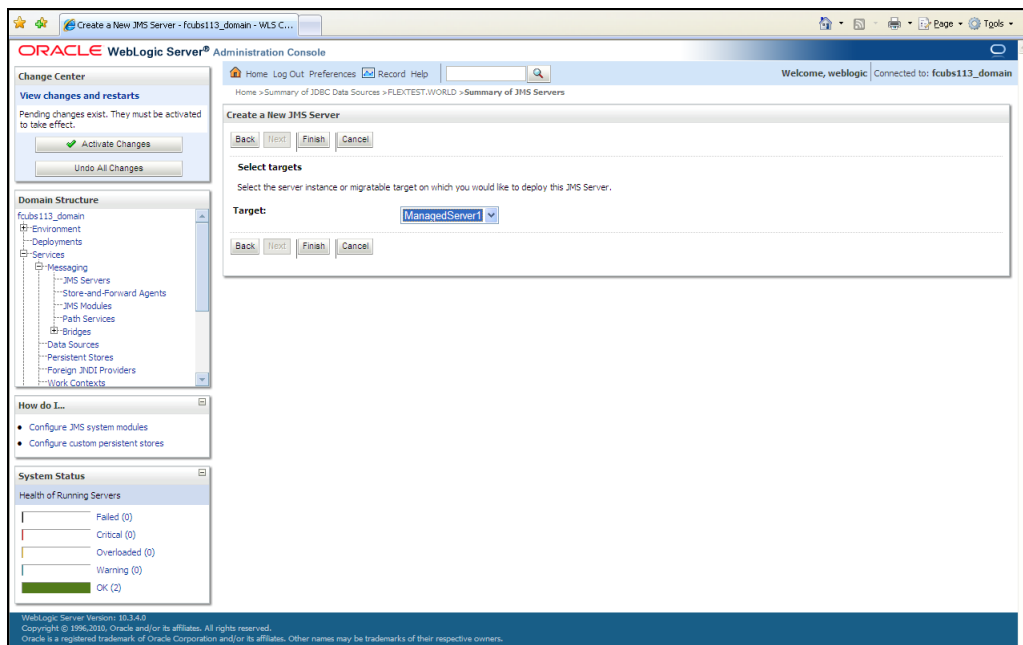 Create a New JMS Server - fcubs113_domain - WLS C...
Page
Tools
ORACLE WebLogic Server® Administration Console
Change Center
View changes and restarts
Pending changes exist. They must be activated
to take effect.
Activate Changes
Undo All Changes
Domain Structure
fcubs113_domain
Environment
Deployments
Services
Messaging
JMS Servers
Store-and-Forward Agents
JMS Modules
Path Services
Bridges
Data Sources
Persistent Stores
Foreign JNDI Providers
Work Contexts
How do I...
Configure JMS system modules
Configure custom persistent stores
System Status
Health of Running Servers
Failed (0)
Critical (0)
Overloaded (0)
Warning (0)
OK (2)
Home Log Out Preferences Record Help
Welcome, weblogic Connected to: fcubs113_domain
Home >Summary of JDBC Data Sources >FLEXTEST.WORLD >Summary of JMS Servers
Create a New JMS Server
Back Next Finish Cancel
Select targets
Select the server instance or migratable target on which you would like to deploy this JMS Server.
Target: ManagedServer1
Back Next Finish Cancel
WebLogic Server Version: 10.3.4.0
Copyright © 1996,2010, Oracle and/or its affiliates. All rights reserved.
Oracle is a registered trademark of Oracle Corporation and/or its affiliates. Other names may be trademarks of their respective owners.